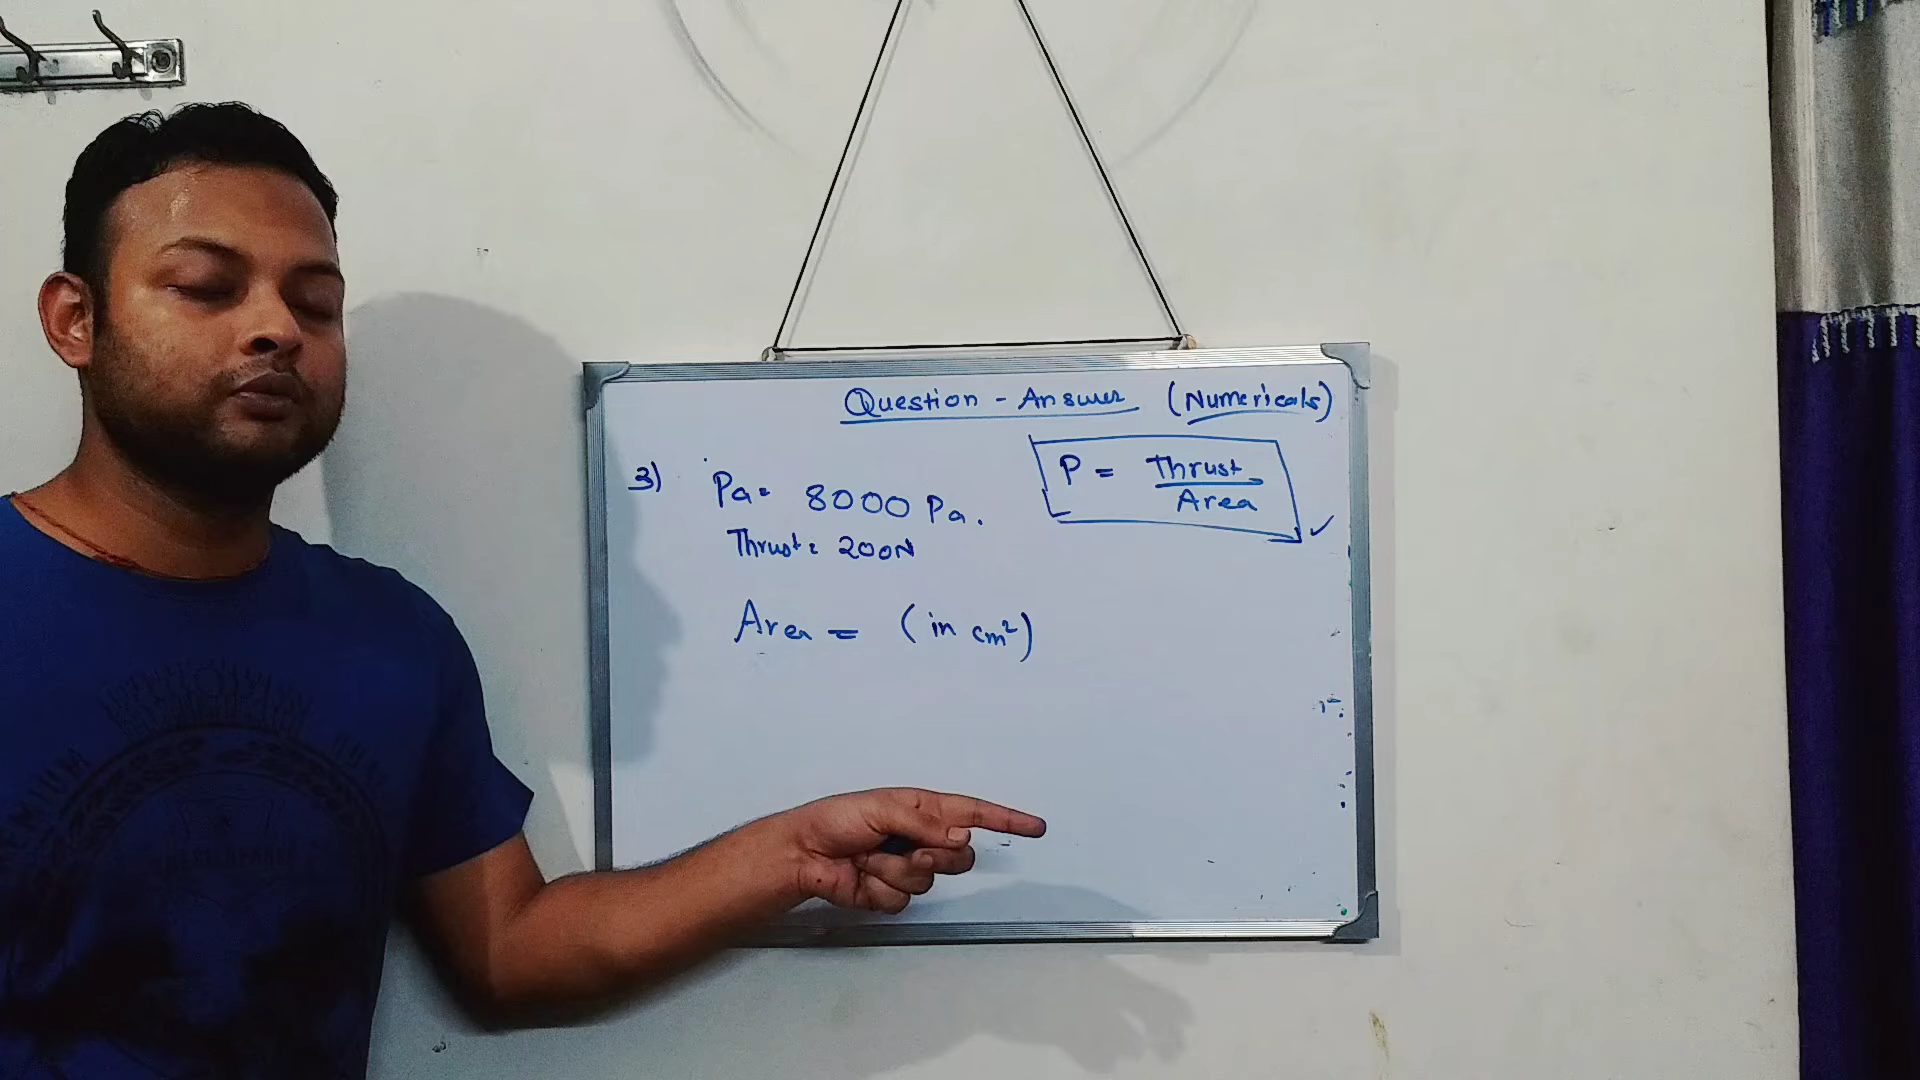 Question - Answer (Numericals)
3) Pa = 8000 Pa.
P = Thrust / Area ✓
Thrust = 200N
Area = (in cm²)